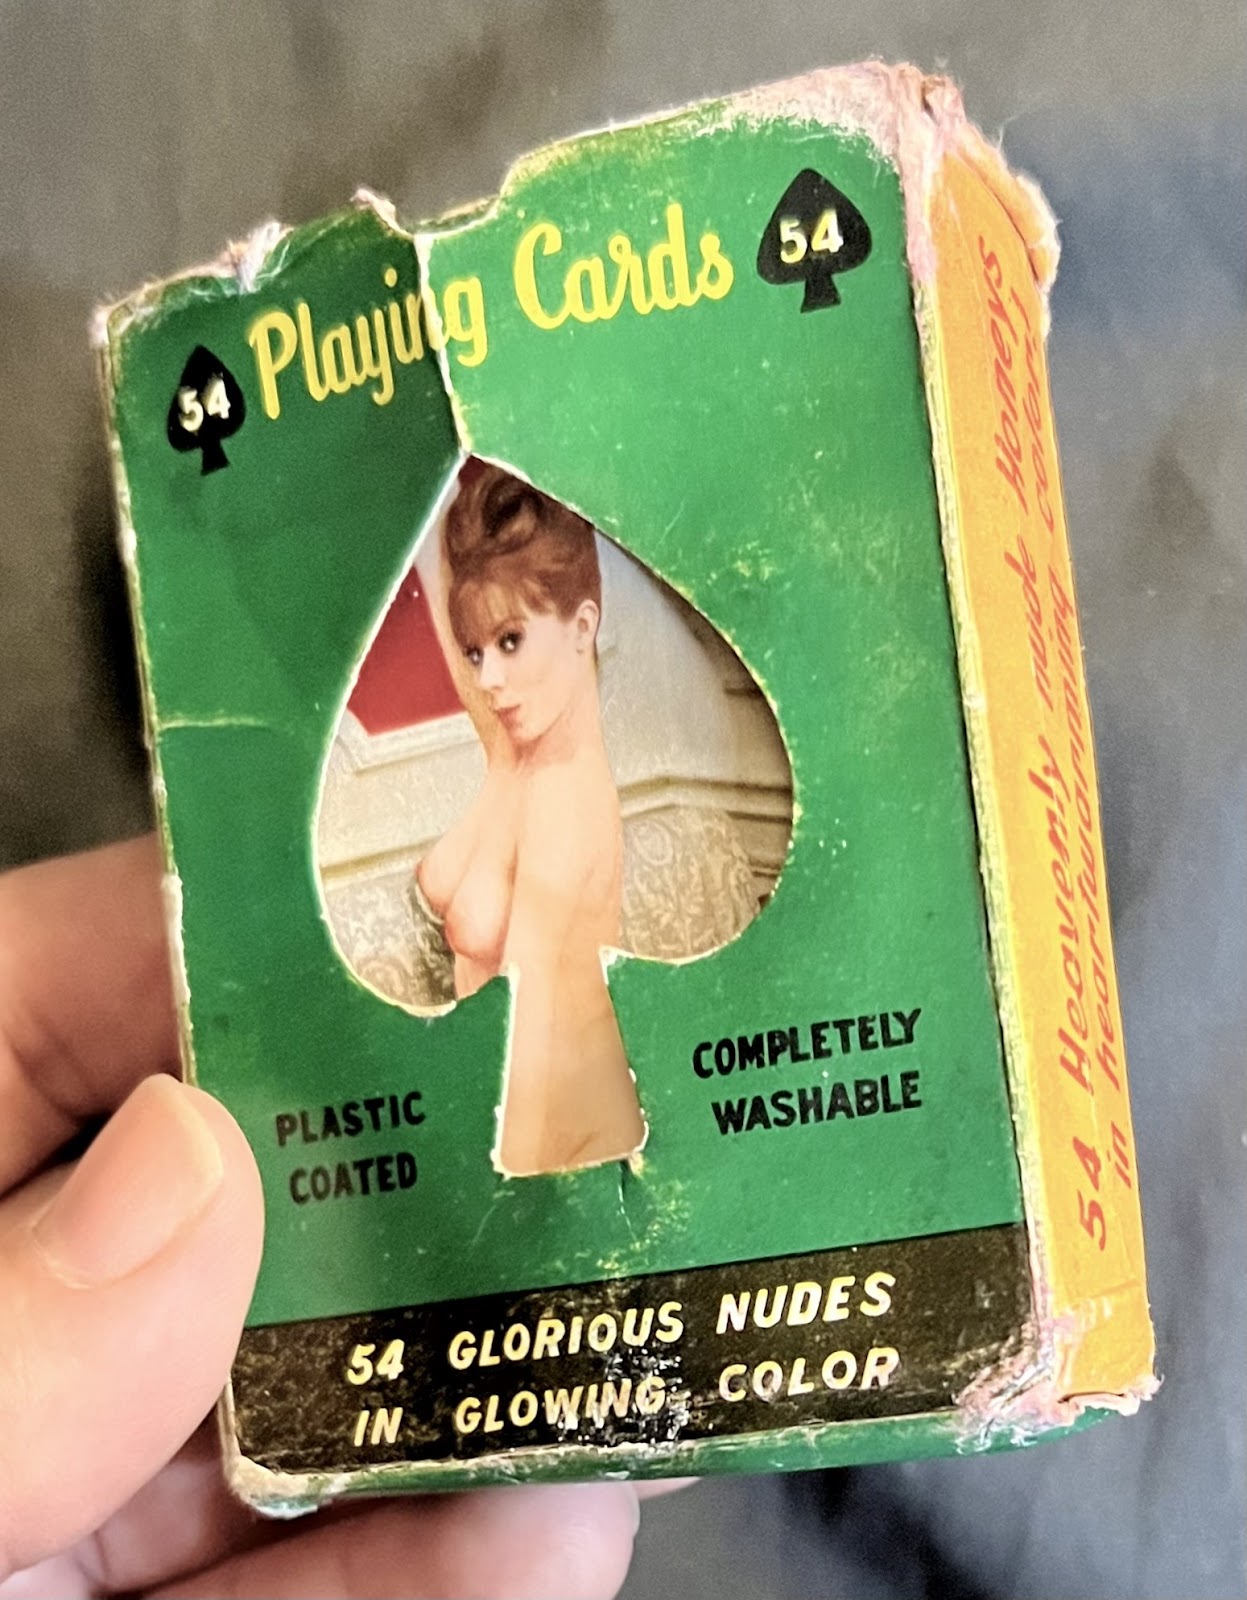 54 Playing Cards 54
PLASTIC
COATED
COMPLETELY
WASHABLE
54 GLORIOUS NUDES
IN GLOWING COLOR
54 Heavenly nude Honeys
in heartwarming color!